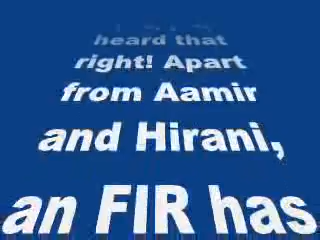 heard that
right! Apart
from Aamir
and Hirani,
an FIR has